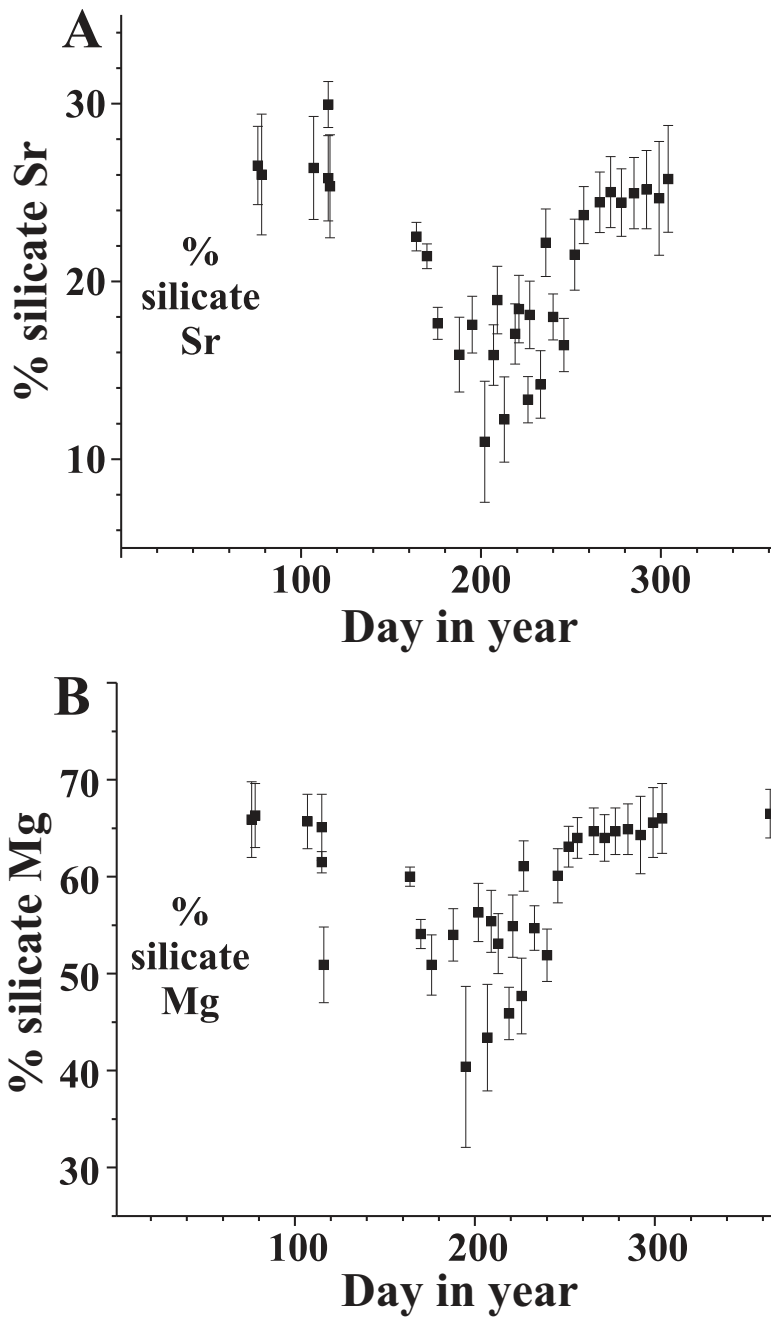 A
% silicate Sr
30
20
10
%
silicate
Sr
100
200
300
Day in year
B
% silicate Mg
70
60
50
40
30
%
silicate
Mg
100
200
300
Day in year